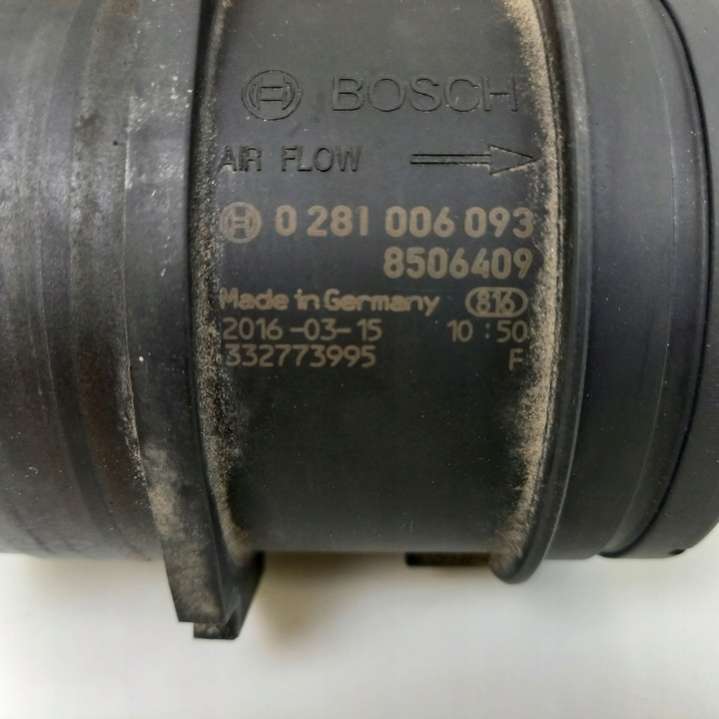 BOSCH
AIR FLOW
0 281 006 093
8506409
Made in Germany 816
2016-03-15 10:50
332773995 F